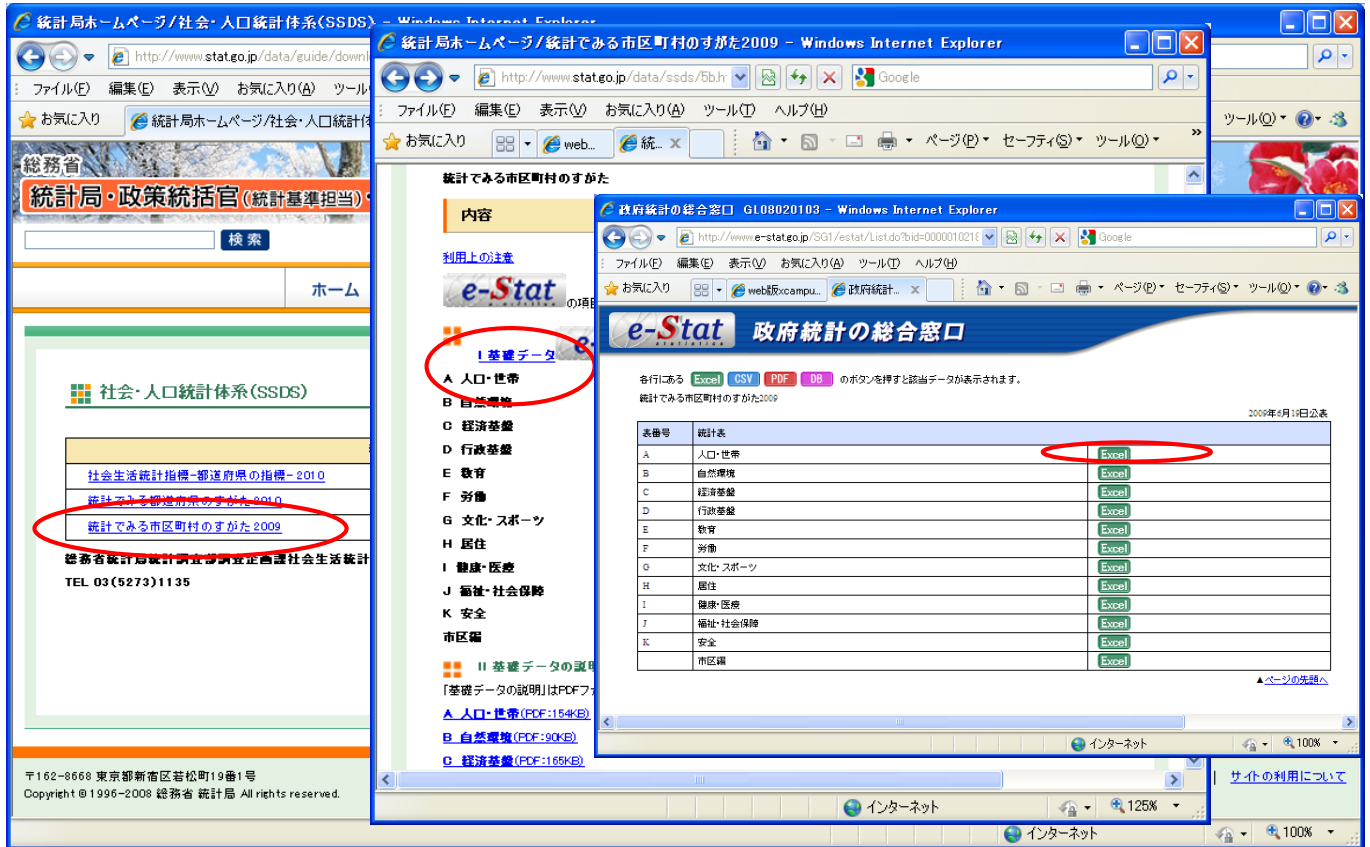 統計局ホームページ/社会・人口統計体系(SSDS) - Windows Internet Explorer
http://www.stat.go.jp/data/guide/downl
ファイル(F) 編集(E) 表示(V) お気に入り(A) ツール(
お気に入り 統計局ホームページ/社会・人口統計体
ツール(O)
総務省
統計局・政策統括官(統計基準担当)・
検索
ホーム
社会・人口統計体系(SSDS)
社会生活統計指標-都道府県の指標-2010
統計でみる都道府県のすがた2010
統計でみる市区町村のすがた2009
総務省統計局統計調査部調査企画課社会生活統計
TEL 03(5273)1135
〒162-8668 東京都新宿区若松町19番1号
Copyright © 1996-2008 総務省 統計局 All rights reserved.
サイトの利用について
インターネット 100%
統計局ホームページ/統計でみる市区町村のすがた2009 - Windows Internet Explorer
http://www.stat.go.jp/data/ssds/5b.h Google
ファイル(F) 編集(E) 表示(V) お気に入り(A) ツール(T) ヘルプ(H)
お気に入り web... 統... ページ(P) セーフティ(S) ツール(O) »
統計でみる市区町村のすがた
内容
利用上の注意
e-Stat の項
I 基礎データ
A 人口・世帯
B 自然環境
C 経済基盤
D 行政基盤
E 教育
F 労働
G 文化・スポーツ
H 居住
I 健康・医療
J 福祉・社会保障
K 安全
市区編
II 基礎データの説明
「基礎データの説明」はPDFフ
A 人口・世帯(PDF:154KB)
B 自然環境(PDF:90KB)
C 経済基盤(PDF:165KB)
インターネット 125%
政府統計の総合窓口 GL08020103 - Windows Internet Explorer
http://www.e-stat.go.jp/SG1/estat/List.do?bid=000001021 Google
ファイル(F) 編集(E) 表示(V) お気に入り(A) ツール(T) ヘルプ(H)
お気に入り web版xcampu... 政府統計... ページ(P) セーフティ(S) ツール(O)
e-Stat 政府統計の総合窓口
各行にある Excel CSV PDF DB のボタンを押すと該当データが表示されます。
統計でみる市区町村のすがた2009
2009年6月19日公表
表番号 統計表
A 人口・世帯 Excel
B 自然環境 Excel
C 経済基盤 Excel
D 行政基盤 Excel
E 教育 Excel
F 労働 Excel
G 文化・スポーツ Excel
H 居住 Excel
I 健康・医療 Excel
J 福祉・社会保障 Excel
K 安全 Excel
市区編 Excel
▲ページの先頭へ
インターネット 100%